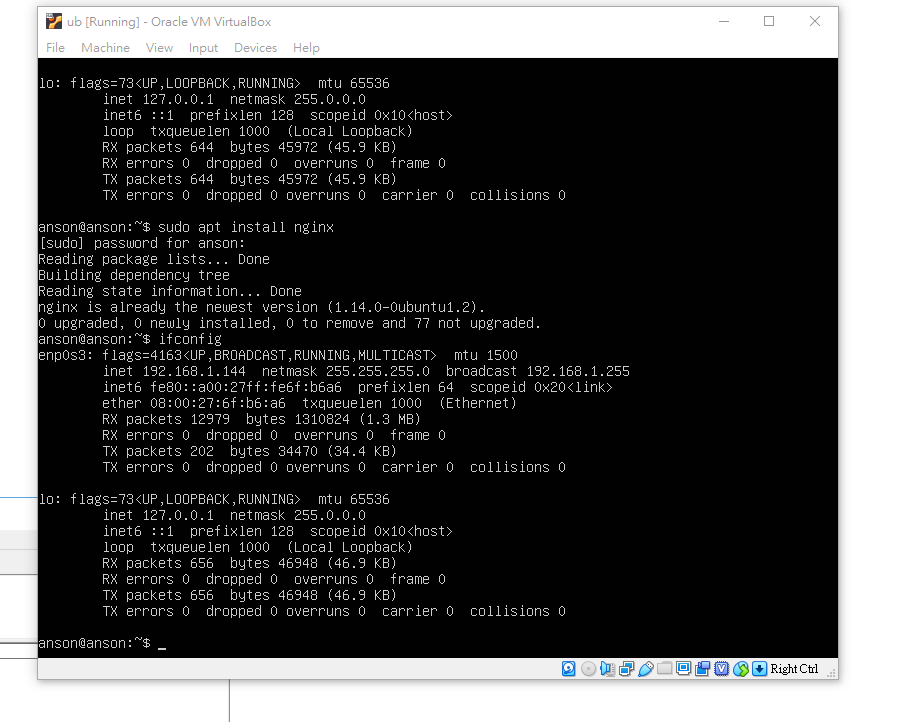 ub [Running] - Oracle VM VirtualBox
File Machine View Input Devices Help
lo: flags=73<UP,LOOPBACK,RUNNING>  mtu 65536
        inet 127.0.0.1  netmask 255.0.0.0
        inet6 ::1  prefixlen 128  scopeid 0x10<host>
        loop  txqueuelen 1000  (Local Loopback)
        RX packets 644  bytes 45972 (45.9 KB)
        RX errors 0  dropped 0  overruns 0  frame 0
        TX packets 644  bytes 45972 (45.9 KB)
        TX errors 0  dropped 0 overruns 0  carrier 0  collisions 0
anson@anson:~$ sudo apt install nginx
[sudo] password for anson:
Reading package lists... Done
Building dependency tree
Reading state information... Done
nginx is already the newest version (1.14.0-0ubuntu1.2).
0 upgraded, 0 newly installed, 0 to remove and 77 not upgraded.
anson@anson:~$ ifconfig
enp0s3: flags=4163<UP,BROADCAST,RUNNING,MULTICAST>  mtu 1500
        inet 192.168.1.144  netmask 255.255.255.0  broadcast 192.168.1.255
        inet6 fe80::a00:27ff:fe6f:b6a6  prefixlen 64  scopeid 0x20<link>
        ether 08:00:27:6f:b6:a6  txqueuelen 1000  (Ethernet)
        RX packets 12979  bytes 1310824 (1.3 MB)
        RX errors 0  dropped 0  overruns 0  frame 0
        TX packets 202  bytes 34470 (34.4 KB)
        TX errors 0  dropped 0 overruns 0  carrier 0  collisions 0
lo: flags=73<UP,LOOPBACK,RUNNING>  mtu 65536
        inet 127.0.0.1  netmask 255.0.0.0
        inet6 ::1  prefixlen 128  scopeid 0x10<host>
        loop  txqueuelen 1000  (Local Loopback)
        RX packets 656  bytes 46948 (46.9 KB)
        RX errors 0  dropped 0  overruns 0  frame 0
        TX packets 656  bytes 46948 (46.9 KB)
        TX errors 0  dropped 0 overruns 0  carrier 0  collisions 0
anson@anson:~$ _
Right Ctrl